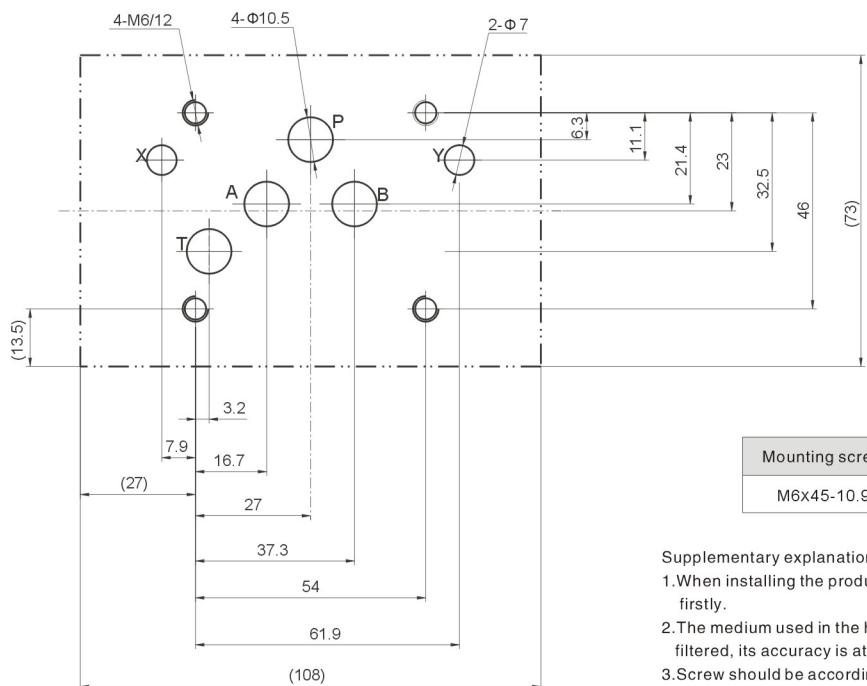 4-M6/12
4-Φ10.5
2-Φ7
P
X
Y
A
B
T
6.3
11.1
21.4
23
32.5
46
(73)
(13.5)
3.2
7.9
16.7
(27)
27
37.3
54
61.9
(108)
Mounting scre
M6x45-10.9
Supplementary explanation
1.When installing the produ
firstly.
2.The medium used in the h
filtered, its accuracy is at
3.Screw should be accordin